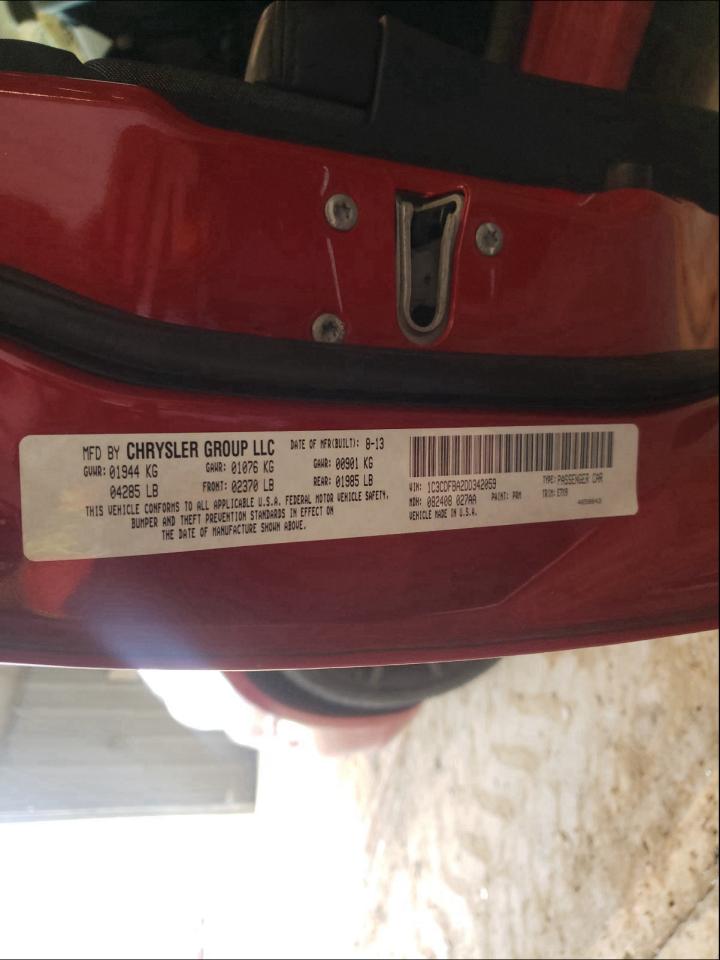 MFD BY CHRYSLER GROUP LLC DATE OF MFR(BUILT): 8-13
GVWR: 01944 KG GAWR: 01076 KG GAWR: 00901 KG
04285 LB FRONT: 02370 LB REAR: 01985 LB
THIS VEHICLE CONFORMS TO ALL APPLICABLE U.S.A. FEDERAL MOTOR VEHICLE SAFETY,
BUMPER AND THEFT PREVENTION STANDARDS IN EFFECT ON
THE DATE OF MANUFACTURE SHOWN ABOVE.
VIN: 1C3CDFBA2DD342059 TYPE: PASSENGER CAR
MDH: 082408 027AA PAINT: PRM TRIM: E7X9
VEHICLE MADE IN U.S.A.